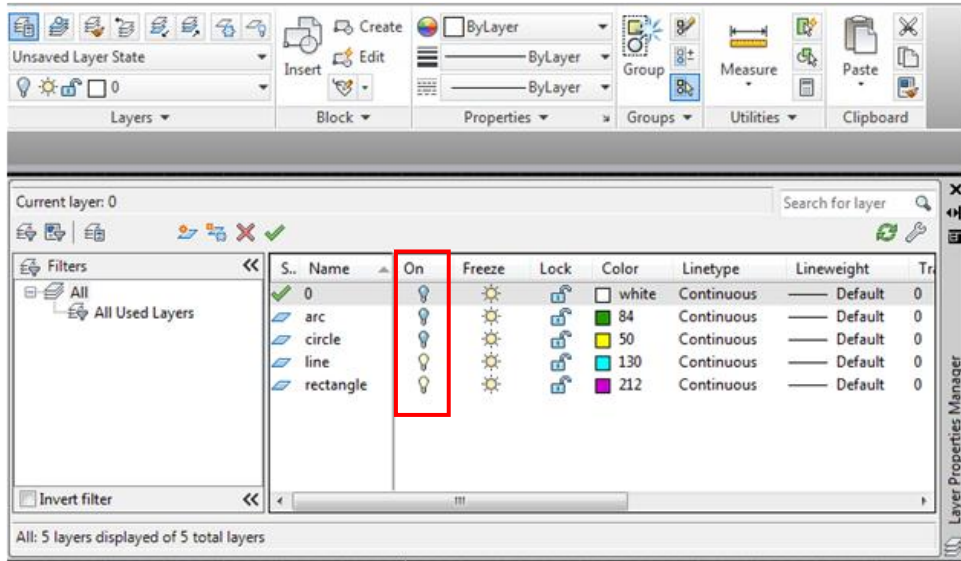 Create ByLayer
Unsaved Layer State Edit ByLayer
Insert Group Measure Paste
0 ByLayer
Layers Block Properties Groups Utilities Clipboard
Current layer: 0 Search for layer
Filters S.. Name On Freeze Lock Color Linetype Lineweight
All 0 white Continuous Default 0
All Used Layers arc 84 Continuous Default 0
circle 50 Continuous Default 0
line 130 Continuous Default 0
rectangle 212 Continuous Default 0
Layer Properties Manager
Invert filter
All: 5 layers displayed of 5 total layers